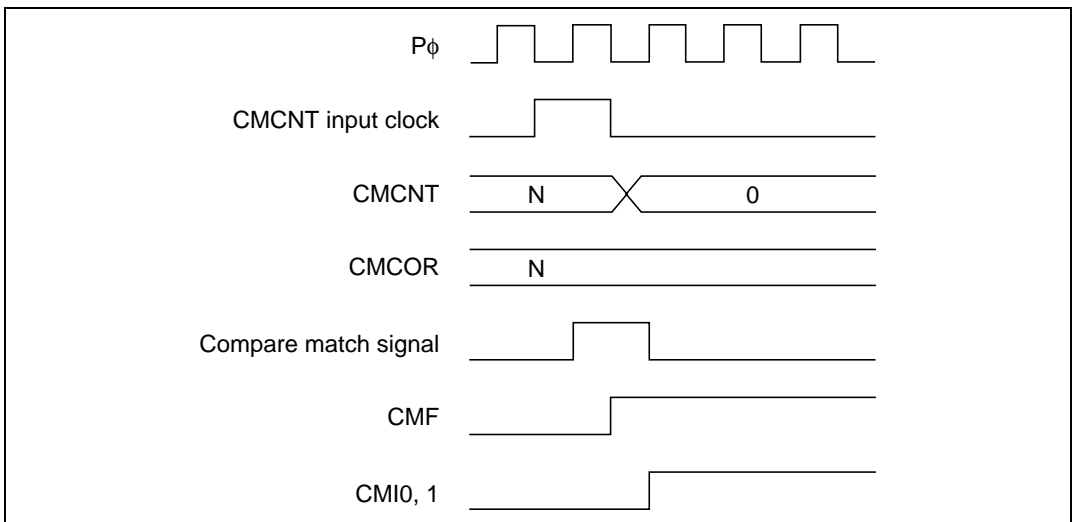 Pϕ
CMCNT input clock
CMCNT N 0
CMCOR N
Compare match signal
CMF
CMI0, 1